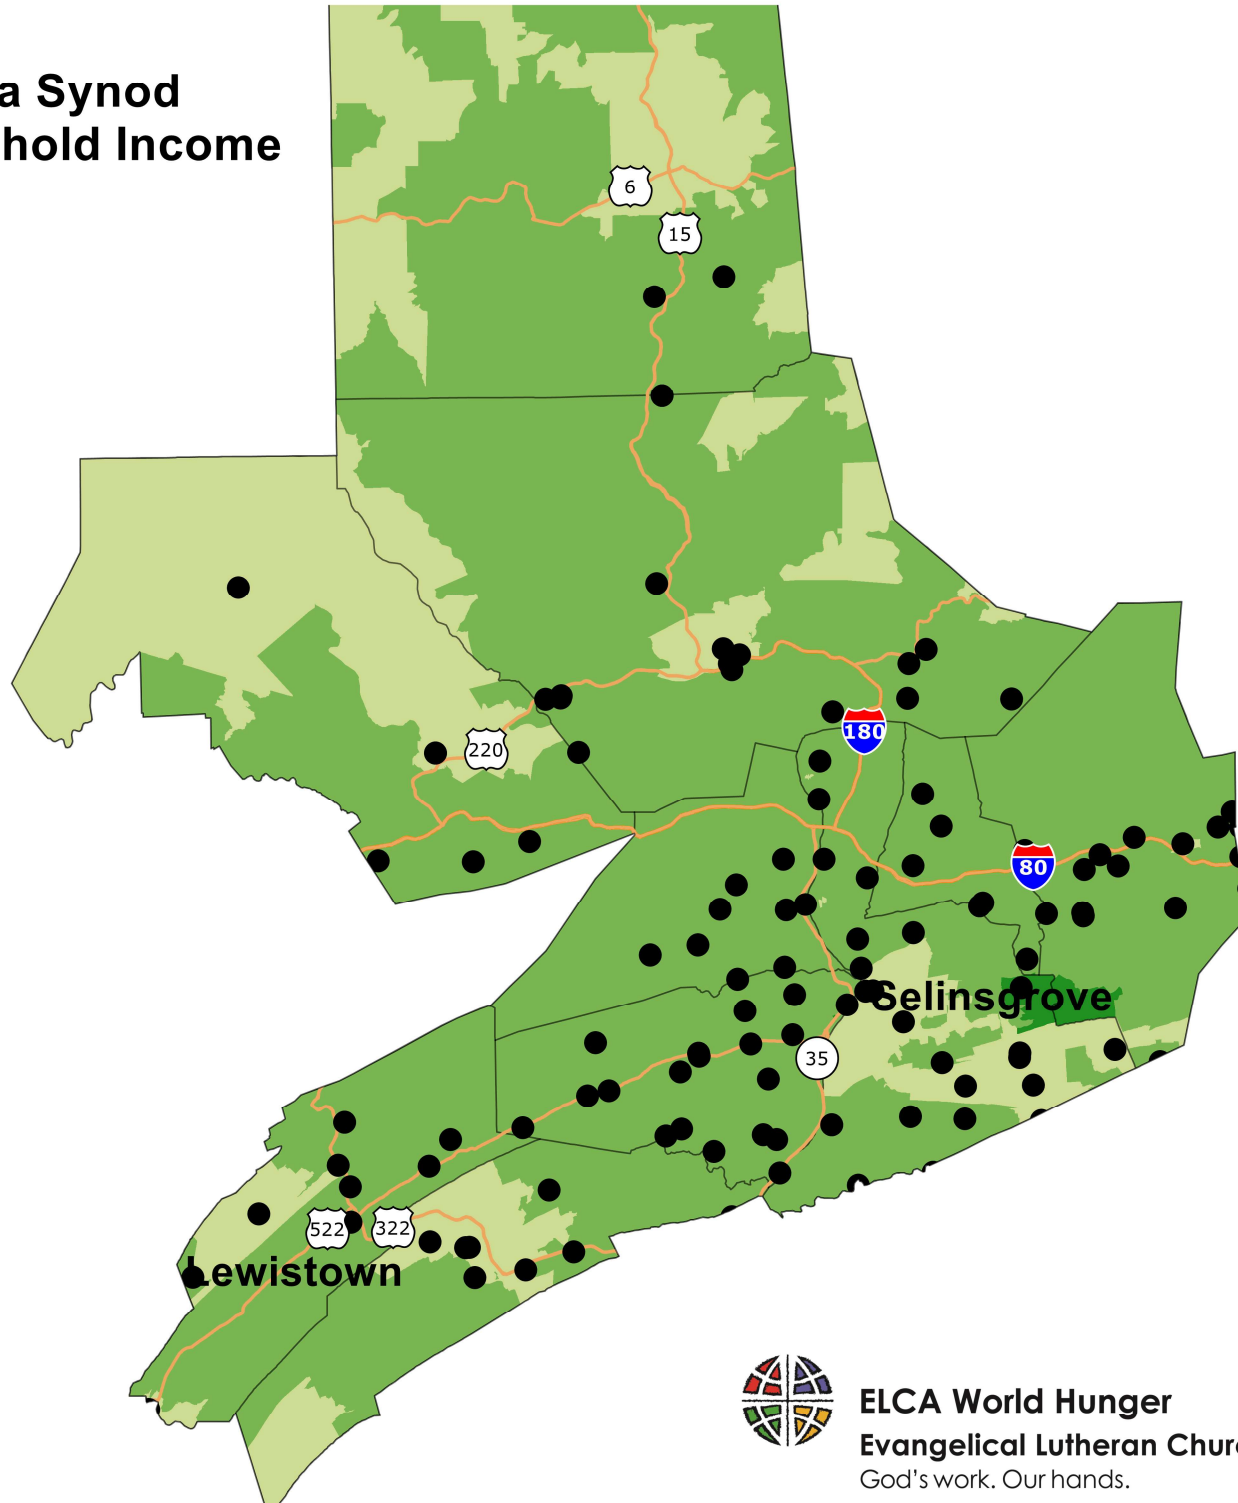 a Synod
hold Income
6
15
220
180
80
Selinsgrove
35
522
322
Lewistown
ELCA World Hunger
Evangelical Lutheran Churc
God's work. Our hands.